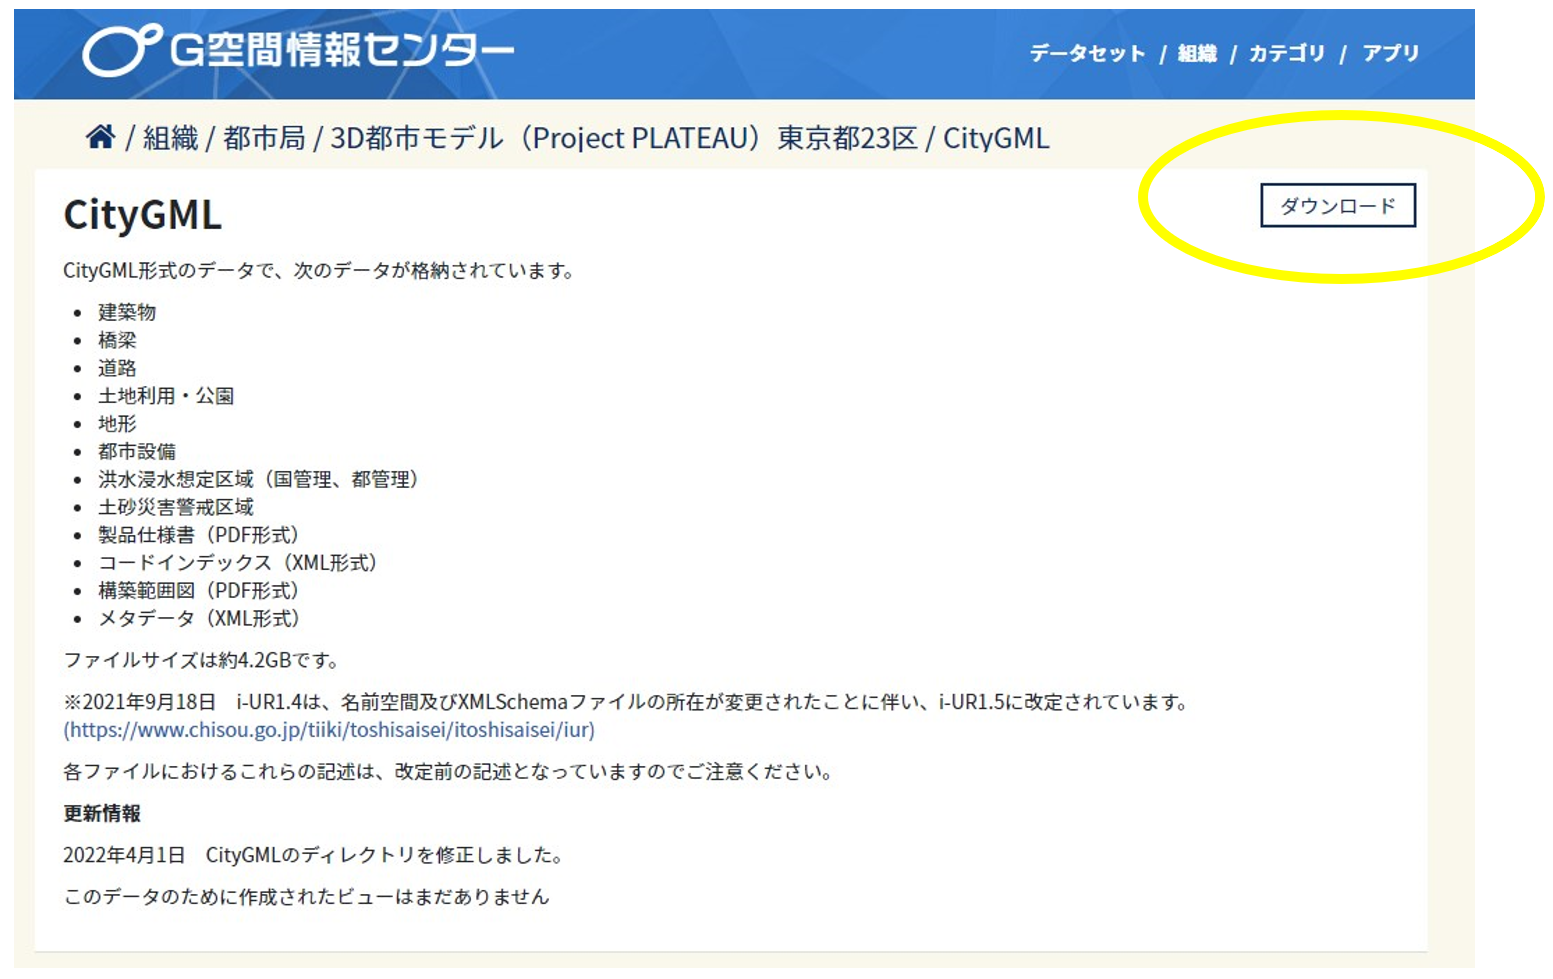 G空間情報センター
データセット / 組織 / カテゴリ / アプリ
/ 組織 / 都市局 / 3D都市モデル（Project PLATEAU）東京都23区 / CityGML
CityGML
ダウンロード
CityGML形式のデータで、次のデータが格納されています。
• 建築物
• 橋梁
• 道路
• 土地利用・公園
• 地形
• 都市設備
• 洪水浸水想定区域（国管理、都管理）
• 土砂災害警戒区域
• 製品仕様書（PDF形式）
• コードインデックス（XML形式）
• 構築範囲図（PDF形式）
• メタデータ（XML形式）
ファイルサイズは約4.2GBです。
※2021年9月18日　i-UR1.4は、名前空間及びXMLSchemaファイルの所在が変更されたことに伴い、i-UR1.5に改定されています。
(https://www.chisou.go.jp/tiiki/toshisaisei/itoshisaisei/iur)
各ファイルにおけるこれらの記述は、改定前の記述となっていますのでご注意ください。
更新情報
2022年4月1日　CityGMLのディレクトリを修正しました。
このデータのために作成されたビューはまだありません